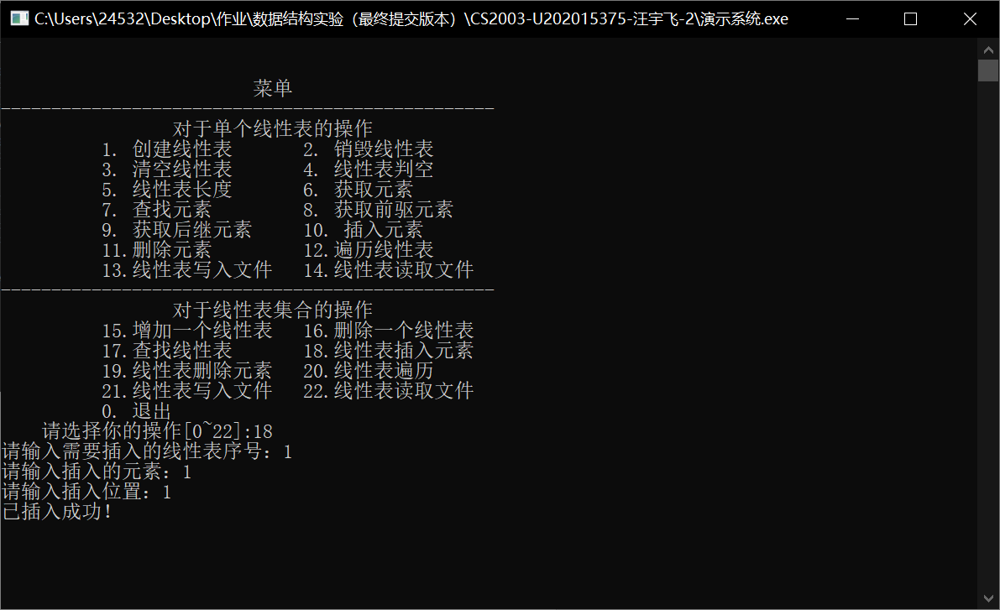 C:\Users\24532\Desktop\作业\数据结构实验（最终提交版本）\CS2003-U202015375-汪宇飞-2\演示系统.exe
菜单
-------------------------------------------------
对于单个线性表的操作
1. 创建线性表 2. 销毁线性表
3. 清空线性表 4. 线性表判空
5. 线性表长度 6. 获取元素
7. 查找元素 8. 获取前驱元素
9. 获取后继元素 10. 插入元素
11.删除元素 12.遍历线性表
13.线性表写入文件 14.线性表读取文件
-------------------------------------------------
对于线性表集合的操作
15.增加一个线性表 16.删除一个线性表
17.查找线性表 18.线性表插入元素
19.线性表删除元素 20.线性表遍历
21.线性表写入文件 22.线性表读取文件
0. 退出
请选择你的操作[0~22]:18
请输入需要插入的线性表序号：1
请输入插入的元素：1
请输入插入位置：1
已插入成功！